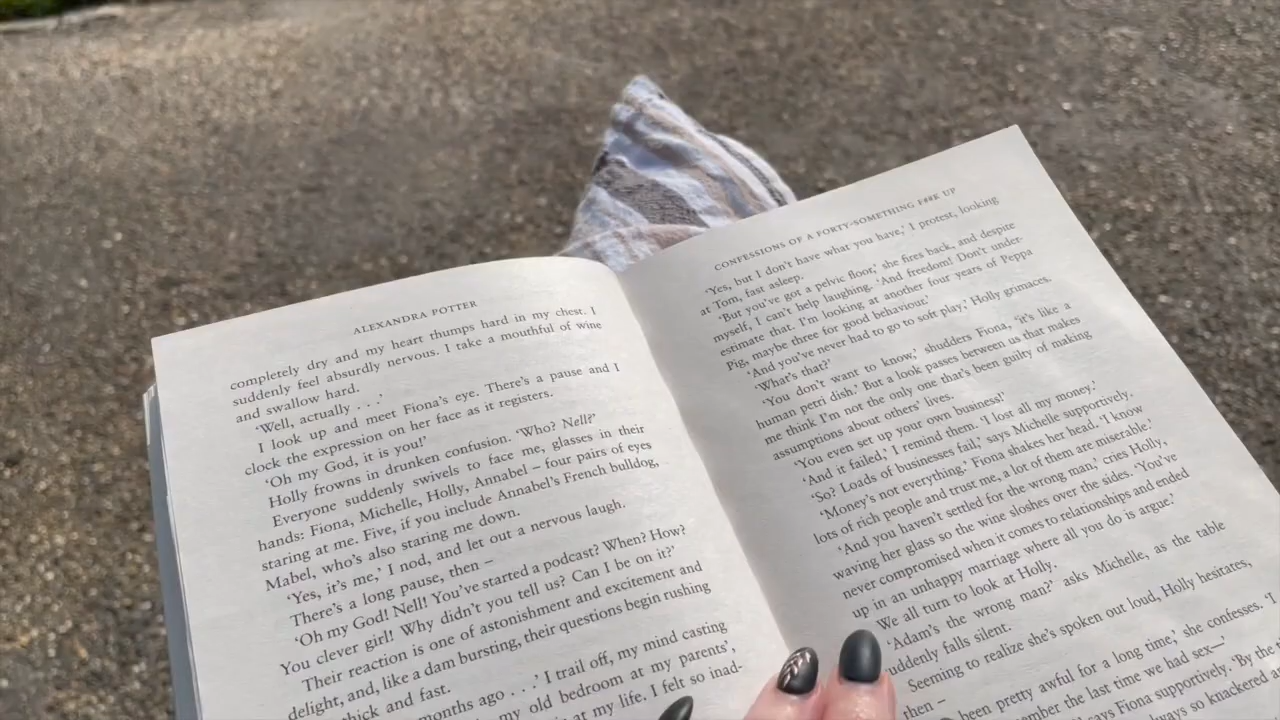 ALEXANDRA POTTER
completely dry and my heart thumps hard in my chest. I
suddenly feel absurdly nervous. I take a mouthful of wine
and swallow hard.
‘Well, actually . . .’
I look up and meet Fiona’s eye. There’s a pause and I
clock the expression on her face as it registers.
‘Oh my God, it is you!’
Holly frowns in drunken confusion. ‘Who? Nell?’
Everyone suddenly swivels to face me, glasses in their
hands: Fiona, Michelle, Holly, Annabel – four pairs of eyes
staring at me. Five, if you include Annabel’s French bulldog,
Mabel, who’s also staring me down.
‘Yes, it’s me,’ I nod, and let out a nervous laugh.
There’s a long pause, then –
‘Oh my God! Nell! You’ve started a podcast? When? How?
You clever girl! Why didn’t you tell us? Can I be on it?’
Their reaction is one of astonishment and excitement and
delight, and, like a dam bursting, their questions begin rushing
thick and fast.
months ago . . .’ I trail off, my mind casting
my old bedroom at my parents’,
at my life. I felt so inad-
CONFESSIONS OF A FORTY-SOMETHING F##K UP
‘Yes, but I don’t have what you have,’ I protest, looking
at Tom, fast asleep.
‘But you’ve got a pelvic floor,’ she fires back, and despite
myself, I can’t help laughing. ‘And freedom! Don’t under-
estimate that. I’m looking at another four years of Peppa
Pig, maybe three for good behaviour.’
‘And you’ve never had to go to soft play,’ Holly grimaces.
‘What’s that?’
‘You don’t want to know,’ shudders Fiona, ‘it’s like a
human petri dish.’ But a look passes between us that makes
me think I’m not the only one that’s been guilty of making
assumptions about others’ lives.
‘You even set up your own business!’
‘And it failed,’ I remind them. ‘I lost all my money.’
‘So? Loads of businesses fail,’ says Michelle supportively.
‘Money’s not everything.’ Fiona shakes her head. ‘I know
lots of rich people and trust me, a lot of them are miserable.’
‘And you haven’t settled for the wrong man,’ cries Holly,
waving her glass so the wine sloshes over the sides. ‘You’ve
never compromised when it comes to relationships and ended
up in an unhappy marriage where all you do is argue.’
We all turn to look at Holly.
‘Adam’s the wrong man?’ asks Michelle, as the table
suddenly falls silent.
Seeming to realize she’s spoken out loud, Holly hesitates,
then –
been pretty awful for a long time,’ she confesses. ‘I
member the last time we had sex—’
says Fiona supportively. ‘By the
ways so knackered